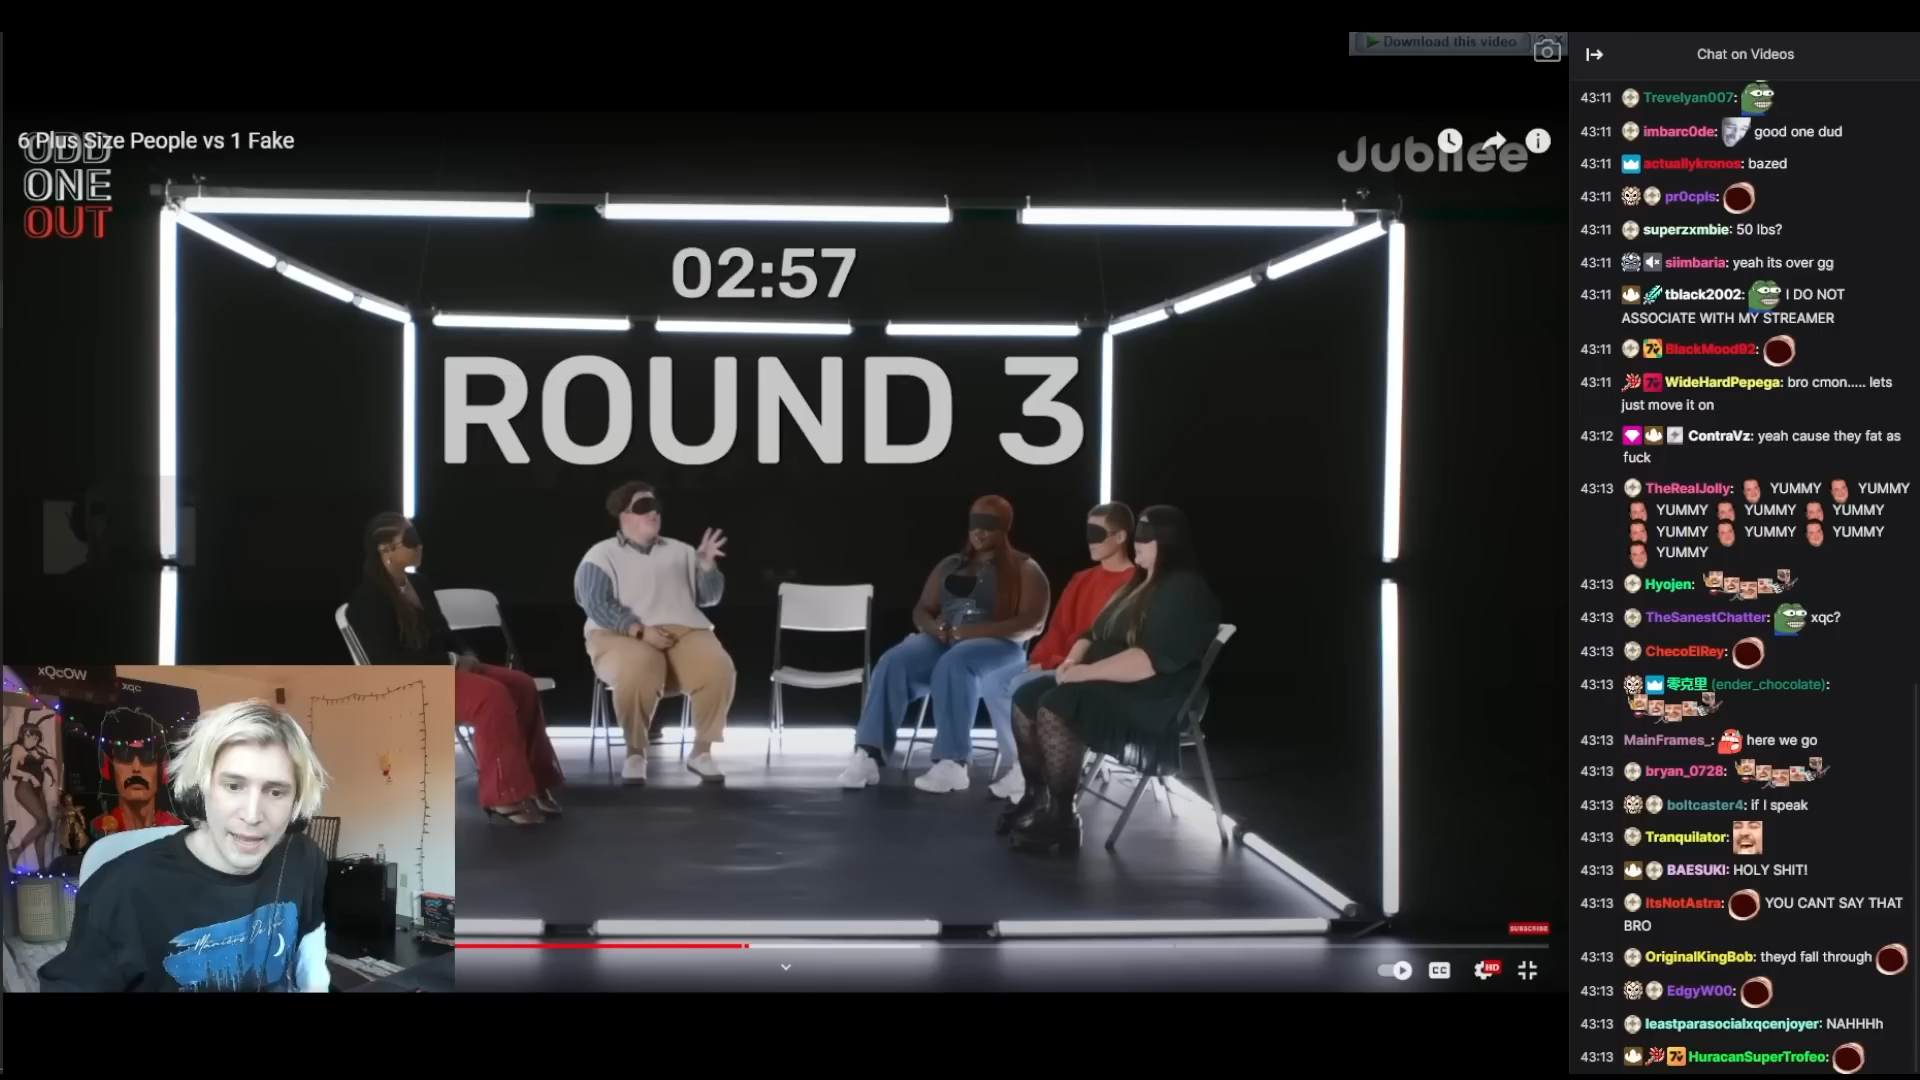 Download this video
Chat on Videos
6 Plus Size People vs 1 Fake
ODD
ONE
OUT
Jubilee
02:57
ROUND 3
xQcOW
xqc
SUBSCRIBE
CC
HD
43:11 Trevelyan007:
43:11 imbarc0de: good one dud
43:11 actuallykronos: bazed
43:11 pr0cpls:
43:11 superzxmbie: 50 lbs?
43:11 siimbaria: yeah its over gg
43:11 tblack2002: I DO NOT
ASSOCIATE WITH MY STREAMER
43:11 BlackMood92:
43:11 WideHardPepega: bro cmon..... lets
just move it on
43:12 ContraVz: yeah cause they fat as
fuck
43:13 TheRealJolly: YUMMY YUMMY
YUMMY YUMMY YUMMY
YUMMY YUMMY YUMMY
YUMMY
43:13 Hyojen:
43:13 TheSanestChatter: xqc?
43:13 ChecoElRey:
43:13 零克里 (ender_chocolate):
43:13 MainFrames_: here we go
43:13 bryan_0728:
43:13 boltcaster4: if I speak
43:13 Tranquilator:
43:13 BAESUKI: HOLY SHIT!
43:13 ItsNotAstra: YOU CANT SAY THAT
BRO
43:13 OriginalKingBob: theyd fall through
43:13 EdgyW00:
43:13 leastparasocialxqcenjoyer: NAHHHh
43:13 HuracanSuperTrofeo: